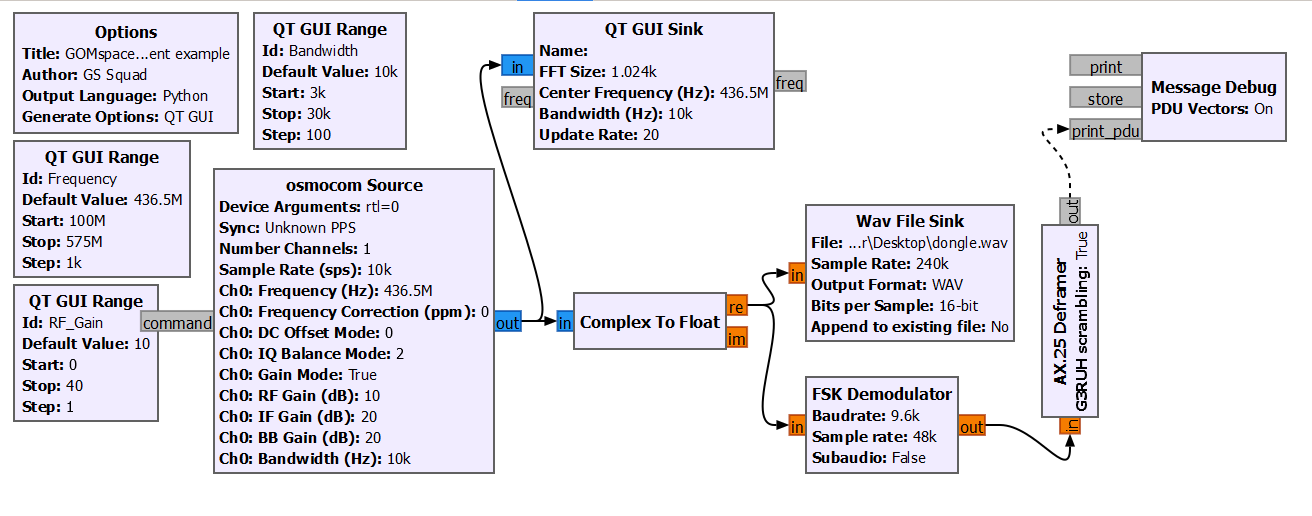 Options
Title: GOMspace...ent example
Author: GS Squad
Output Language: Python
Generate Options: QT GUI
QT GUI Range
Id: Bandwidth
Default Value: 10k
Start: 3k
Stop: 30k
Step: 100
QT GUI Sink
Name:
FFT Size: 1.024k
Center Frequency (Hz): 436.5M
Bandwidth (Hz): 10k
Update Rate: 20
in
freq
freq
Message Debug
PDU Vectors: On
print
store
print_pdu
QT GUI Range
Id: Frequency
Default Value: 436.5M
Start: 100M
Stop: 575M
Step: 1k
QT GUI Range
Id: RF_Gain
Default Value: 10
Start: 0
Stop: 40
Step: 1
command
osmocom Source
Device Arguments: rtl=0
Sync: Unknown PPS
Number Channels: 1
Sample Rate (sps): 10k
Ch0: Frequency (Hz): 436.5M
Ch0: Frequency Correction (ppm): 0
Ch0: DC Offset Mode: 0
Ch0: IQ Balance Mode: 2
Ch0: Gain Mode: True
Ch0: RF Gain (dB): 10
Ch0: IF Gain (dB): 20
Ch0: BB Gain (dB): 20
Ch0: Bandwidth (Hz): 10k
out
in
Complex To Float
re
im
in
Wav File Sink
File: ...r\Desktop\dongle.wav
Sample Rate: 240k
Output Format: WAV
Bits per Sample: 16-bit
Append to existing file: No
in
FSK Demodulator
Baudrate: 9.6k
Sample rate: 48k
Subaudio: False
out
out
AX.25 Deframer
G3RUH scrambling: True
in